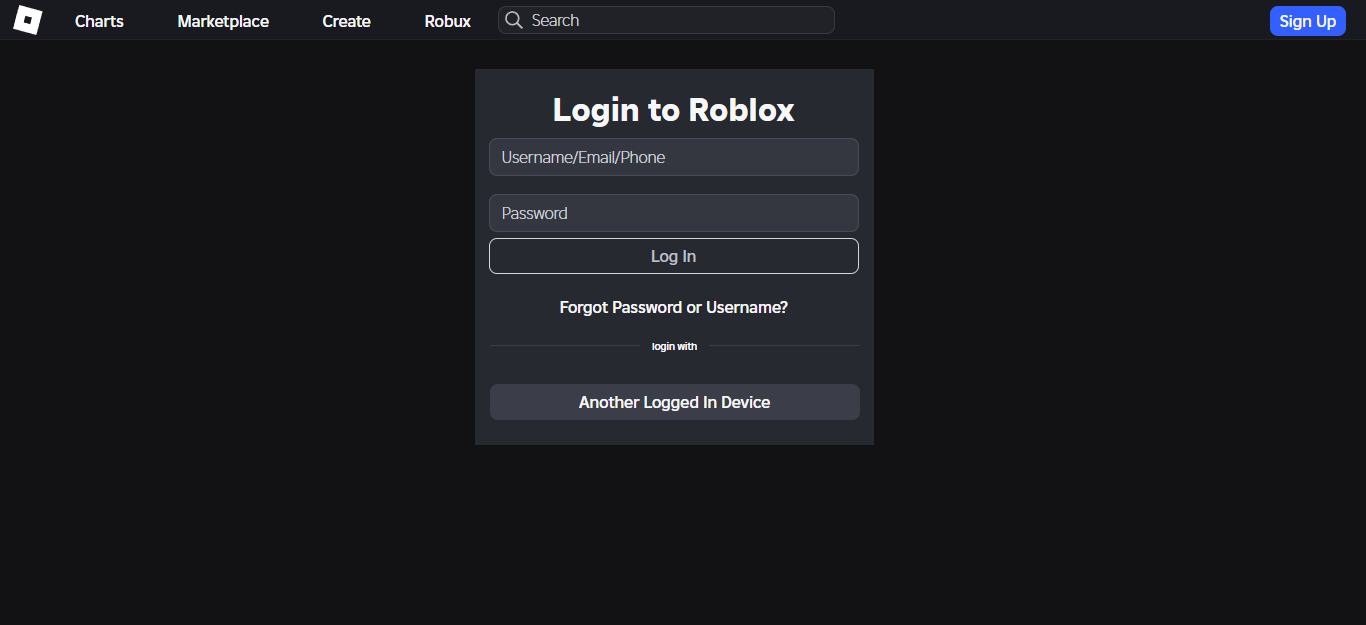 Charts Marketplace Create Robux Search Sign Up
Login to Roblox
Username/Email/Phone
Password
Log In
Forgot Password or Username?
login with
Another Logged In Device